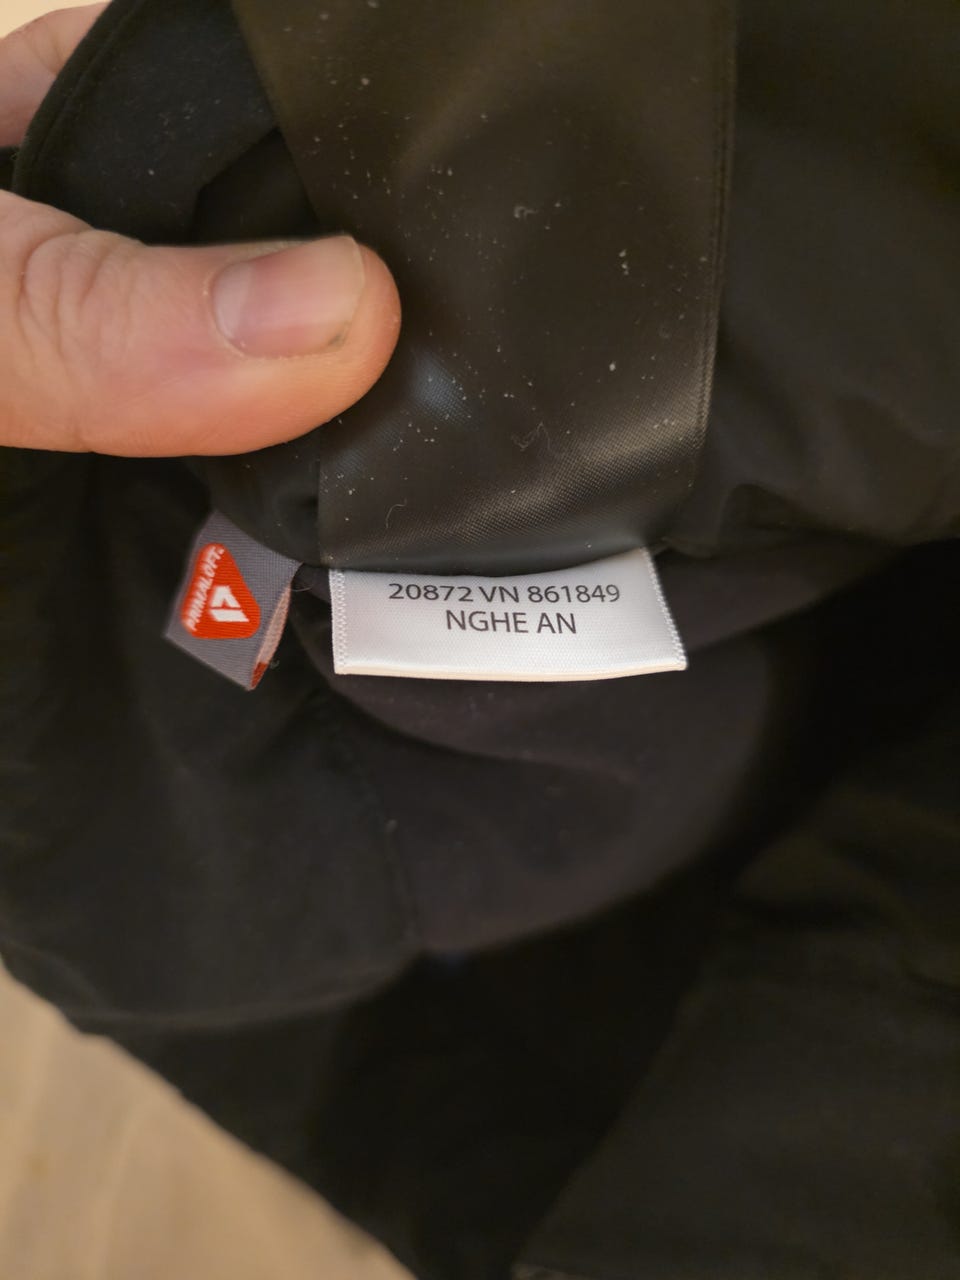 PRIMALOFT
20872 VN 861849
NGHE AN